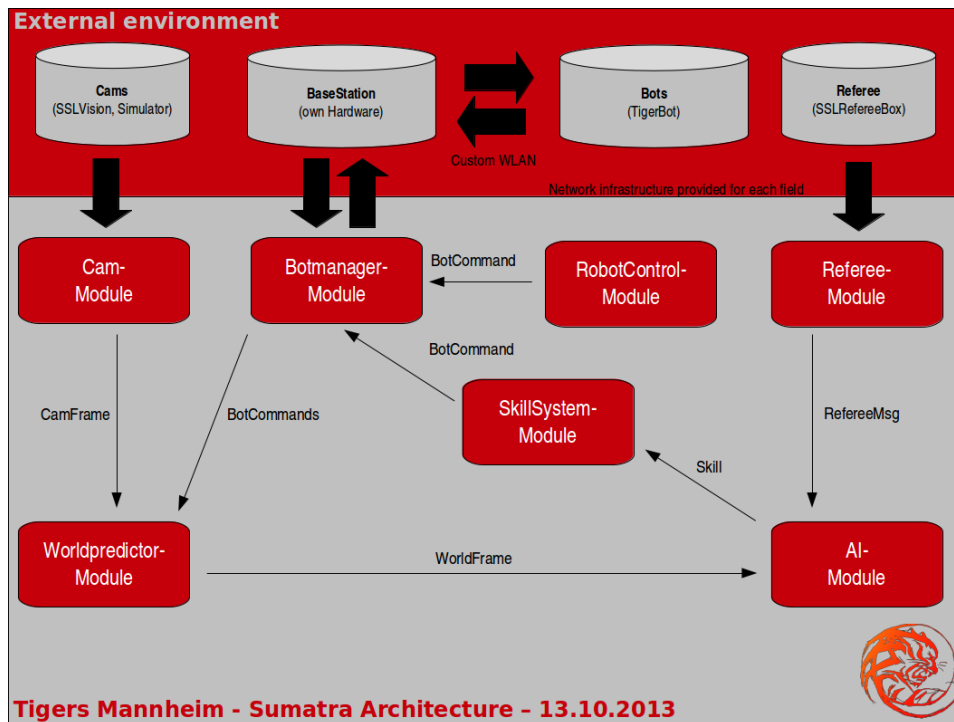 External environment
Cams
(SSLVision, Simulator)
BaseStation
(own Hardware)
Bots
(TigerBot)
Referee
(SSLRefereeBox)
Custom WLAN
Network infrastructure provided for each field
Cam-
Module
Botmanager-
Module
BotCommand
RobotControl-
Module
Referee-
Module
BotCommand
CamFrame
BotCommands
SkillSystem-
Module
RefereeMsg
Skill
Worldpredictor-
Module
WorldFrame
AI-
Module
Tigers Mannheim - Sumatra Architecture – 13.10.2013